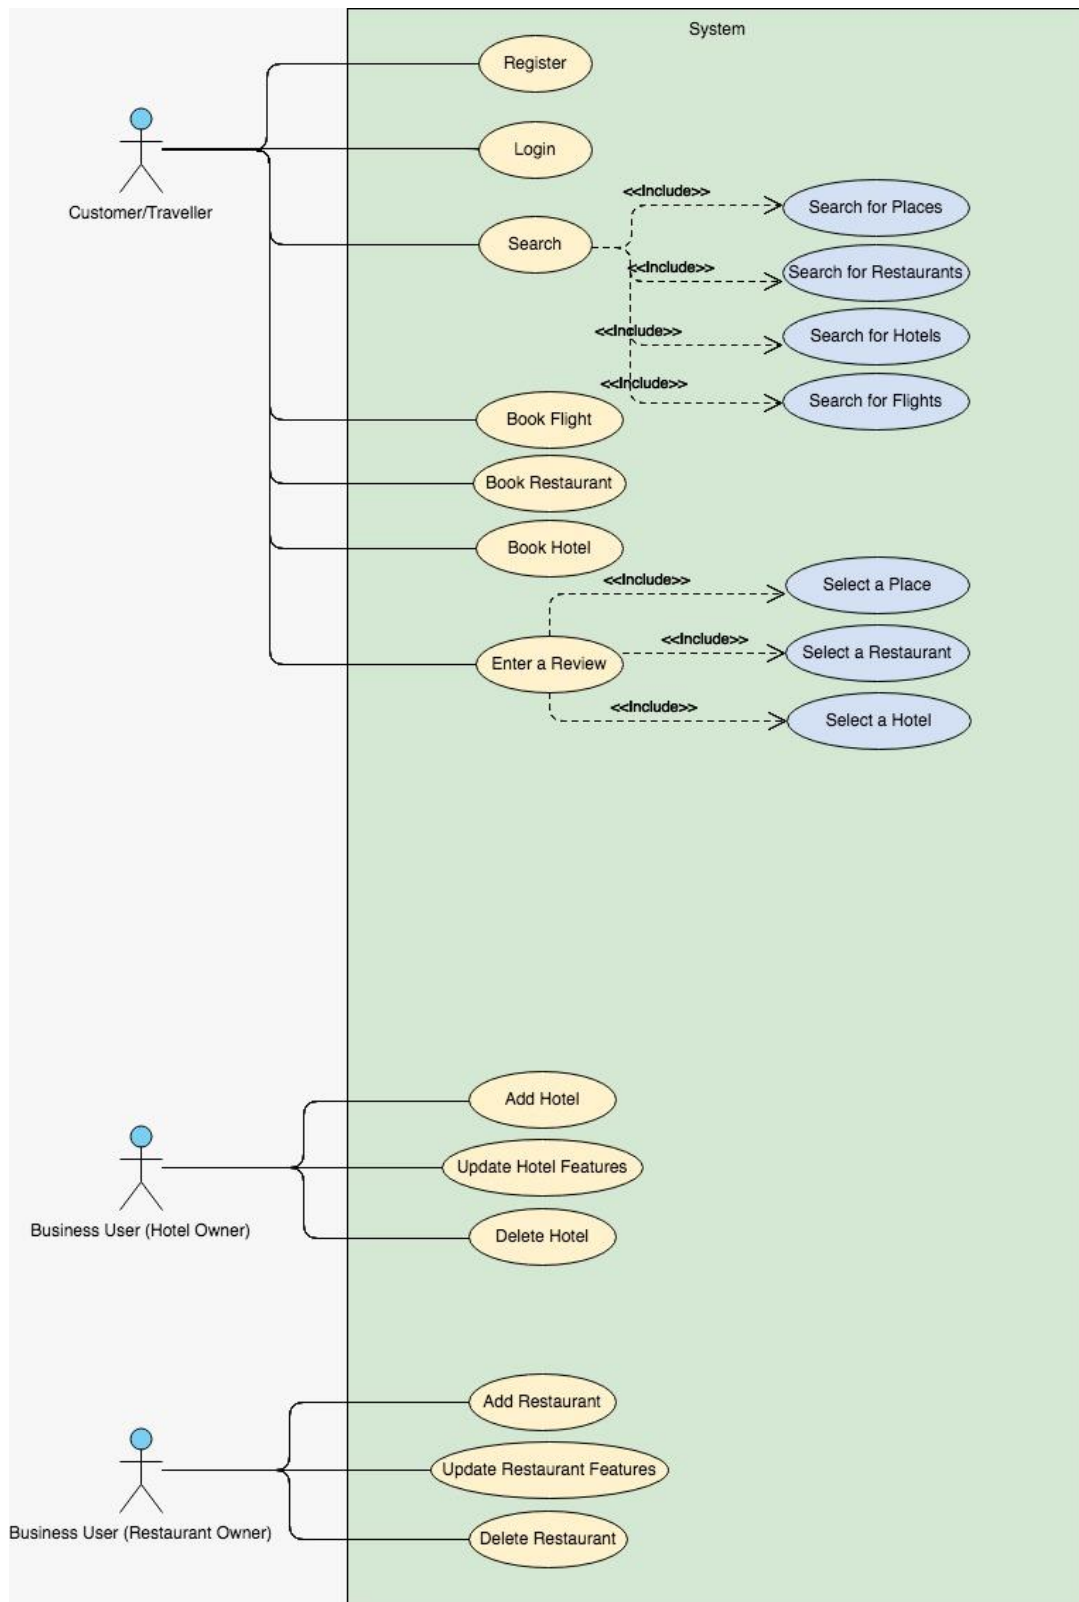 System
Register
Login
Customer/Traveller
Search
<<Include>>
Search for Places
<<Include>>
Search for Restaurants
<<Include>>
Search for Hotels
<<Include>>
Search for Flights
Book Flight
Book Restaurant
Book Hotel
Enter a Review
<<Include>>
Select a Place
<<Include>>
Select a Restaurant
<<Include>>
Select a Hotel
Add Hotel
Update Hotel Features
Business User (Hotel Owner)
Delete Hotel
Add Restaurant
Update Restaurant Features
Business User (Restaurant Owner)
Delete Restaurant